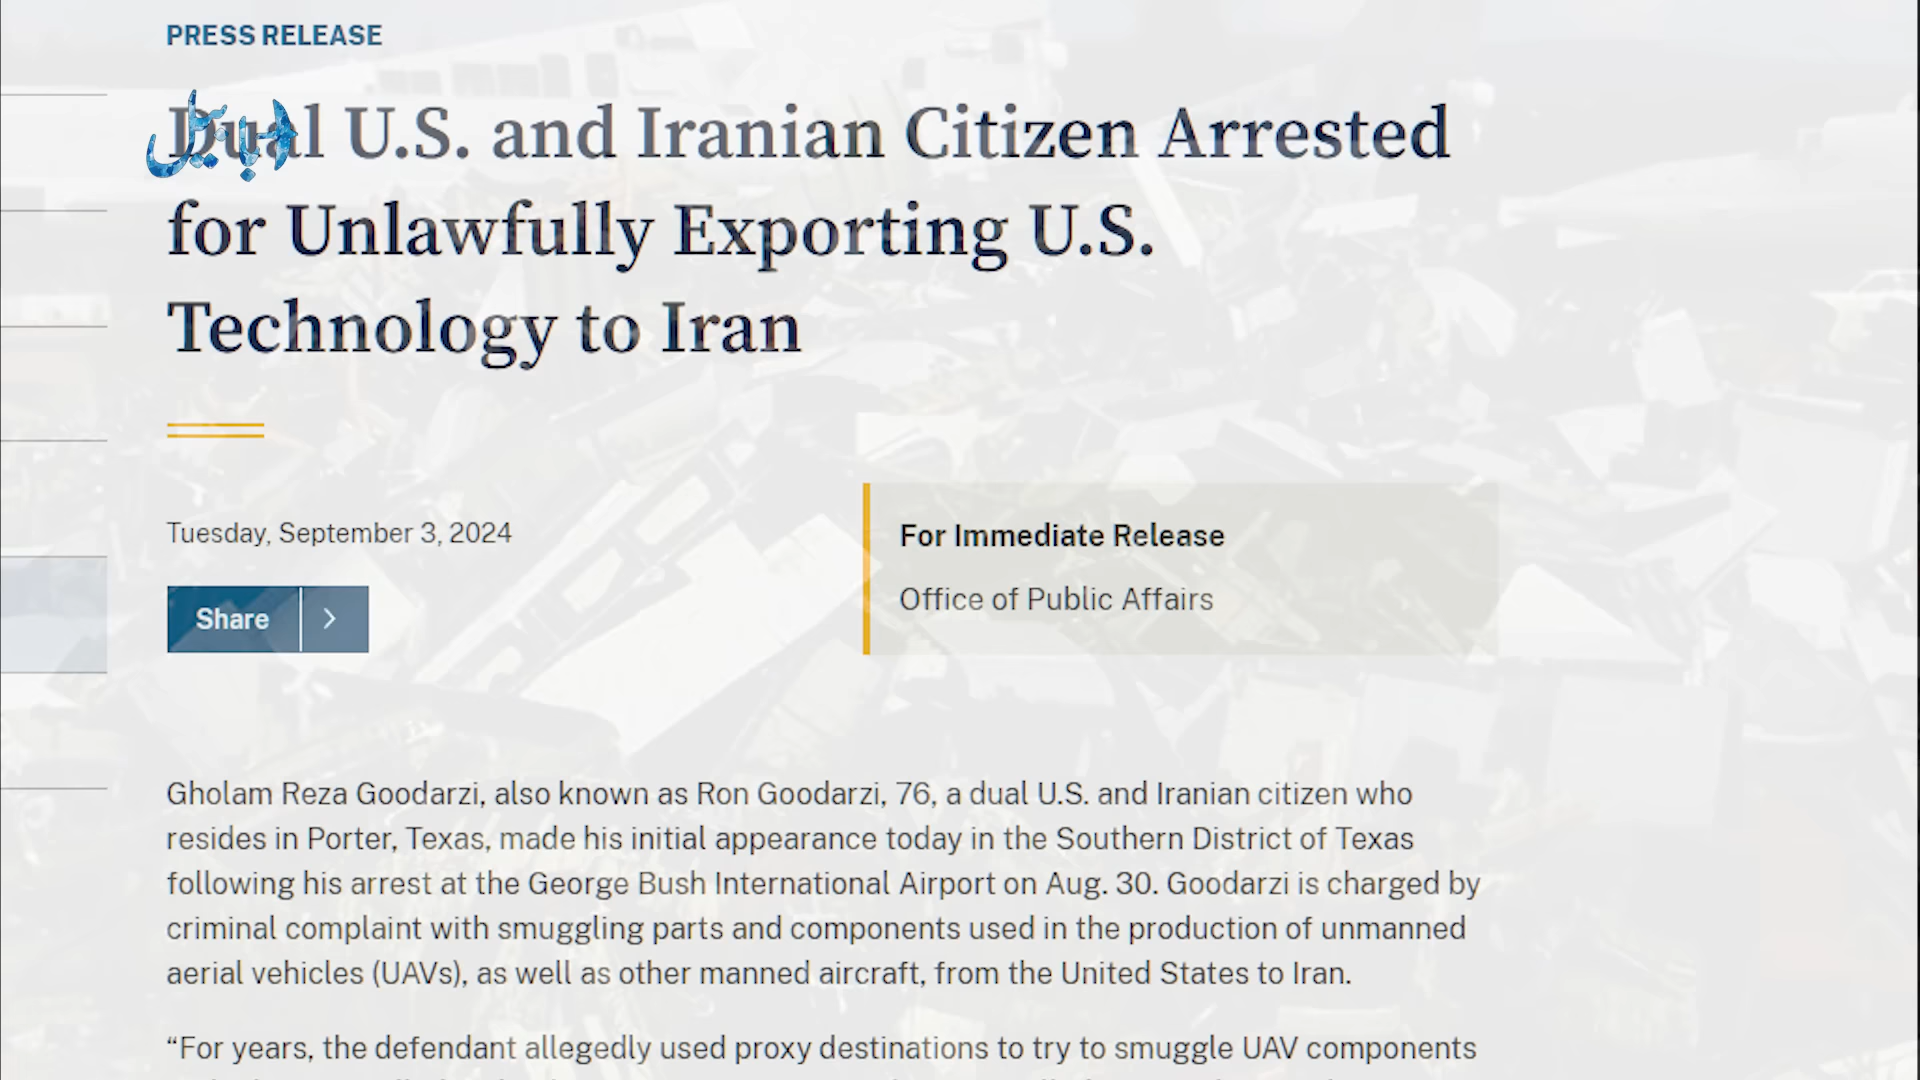 PRESS RELEASE
Dual U.S. and Iranian Citizen Arrested
for Unlawfully Exporting U.S.
Technology to Iran
Tuesday, September 3, 2024
For Immediate Release
Share
Office of Public Affairs
Gholam Reza Goodarzi, also known as Ron Goodarzi, 76, a dual U.S. and Iranian citizen who
resides in Porter, Texas, made his initial appearance today in the Southern District of Texas
following his arrest at the George Bush International Airport on Aug. 30. Goodarzi is charged by
criminal complaint with smuggling parts and components used in the production of unmanned
aerial vehicles (UAVs), as well as other manned aircraft, from the United States to Iran.
“For years, the defendant allegedly used proxy destinations to try to smuggle UAV components